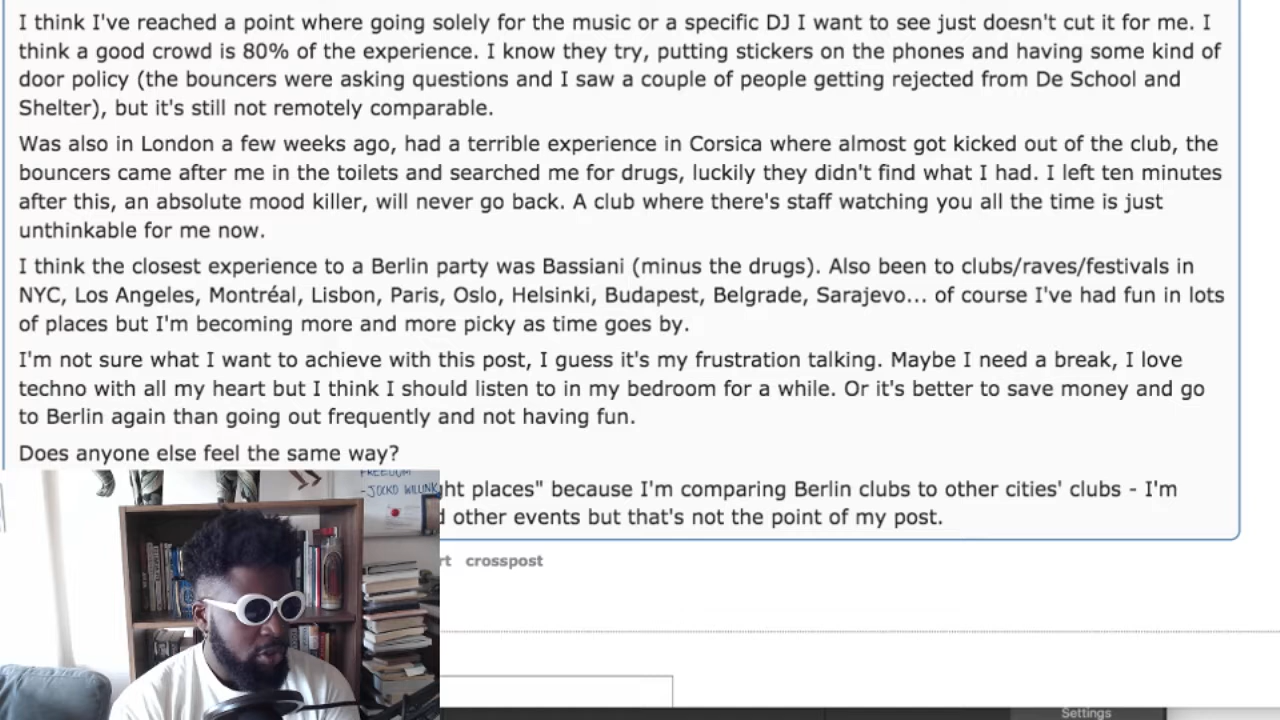 I think I've reached a point where going solely for the music or a specific DJ I want to see just doesn't cut it for me. I
think a good crowd is 80% of the experience. I know they try, putting stickers on the phones and having some kind of
door policy (the bouncers were asking questions and I saw a couple of people getting rejected from De School and
Shelter), but it's still not remotely comparable.
Was also in London a few weeks ago, had a terrible experience in Corsica where almost got kicked out of the club, the
bouncers came after me in the toilets and searched me for drugs, luckily they didn't find what I had. I left ten minutes
after this, an absolute mood killer, will never go back. A club where there's staff watching you all the time is just
unthinkable for me now.
I think the closest experience to a Berlin party was Bassiani (minus the drugs). Also been to clubs/raves/festivals in
NYC, Los Angeles, Montréal, Lisbon, Paris, Oslo, Helsinki, Budapest, Belgrade, Sarajevo... of course I've had fun in lots
of places but I'm becoming more and more picky as time goes by.
I'm not sure what I want to achieve with this post, I guess it's my frustration talking. Maybe I need a break, I love
techno with all my heart but I think I should listen to in my bedroom for a while. Or it's better to save money and go
to Berlin again than going out frequently and not having fun.
Does anyone else feel the same way?
FREEDOM
-JOCKO WILLINK
ht places" because I'm comparing Berlin clubs to other cities' clubs - I'm
d other events but that's not the point of my post.
rt crosspost
Settings